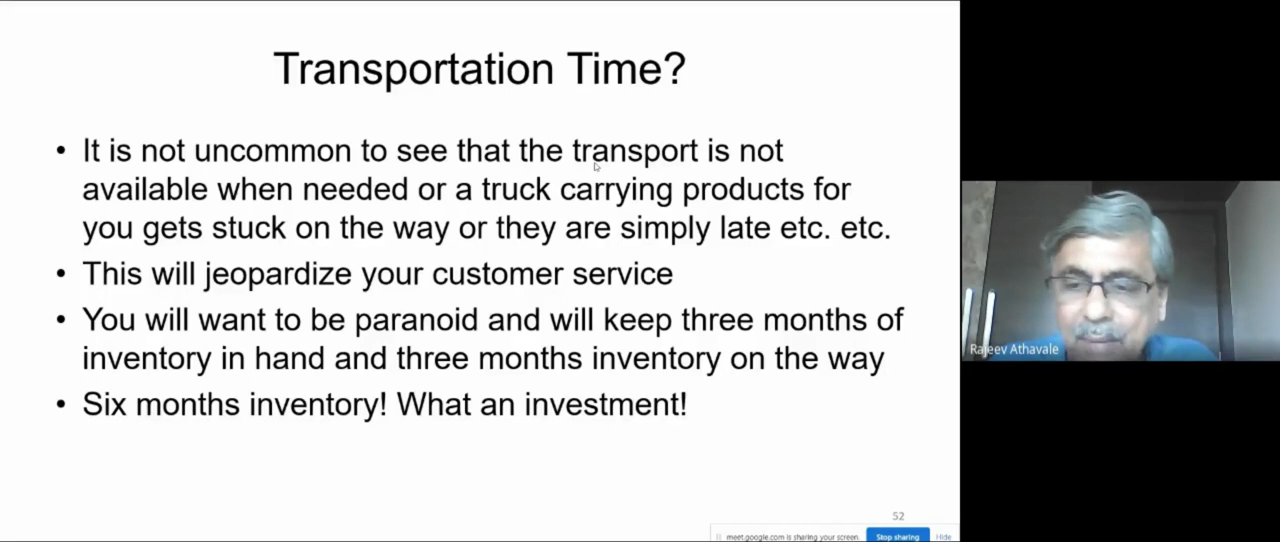 Transportation Time?
• It is not uncommon to see that the transport is not
available when needed or a truck carrying products for
you gets stuck on the way or they are simply late etc. etc.
• This will jeopardize your customer service
• You will want to be paranoid and will keep three months of
inventory in hand and three months inventory on the way
• Six months inventory! What an investment!
52
meet.google.com is sharing your screen.
Stop sharing
Hide
Rajeev Athavale